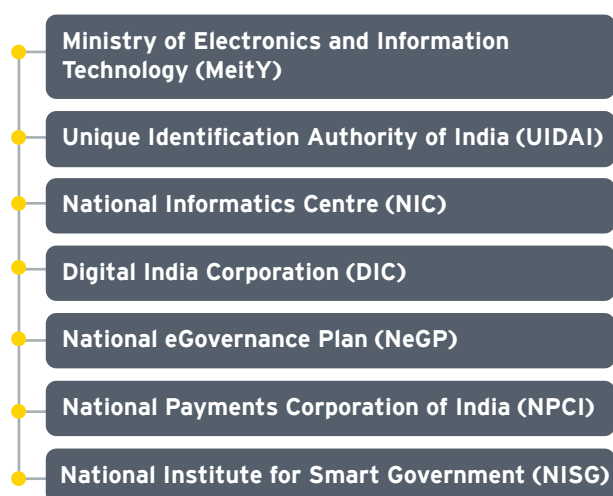 Ministry of Electronics and Information
Technology (MeitY)
Unique Identification Authority of India (UIDAI)
National Informatics Centre (NIC)
Digital India Corporation (DIC)
National eGovernance Plan (NeGP)
National Payments Corporation of India (NPCI)
National Institute for Smart Government (NISG)